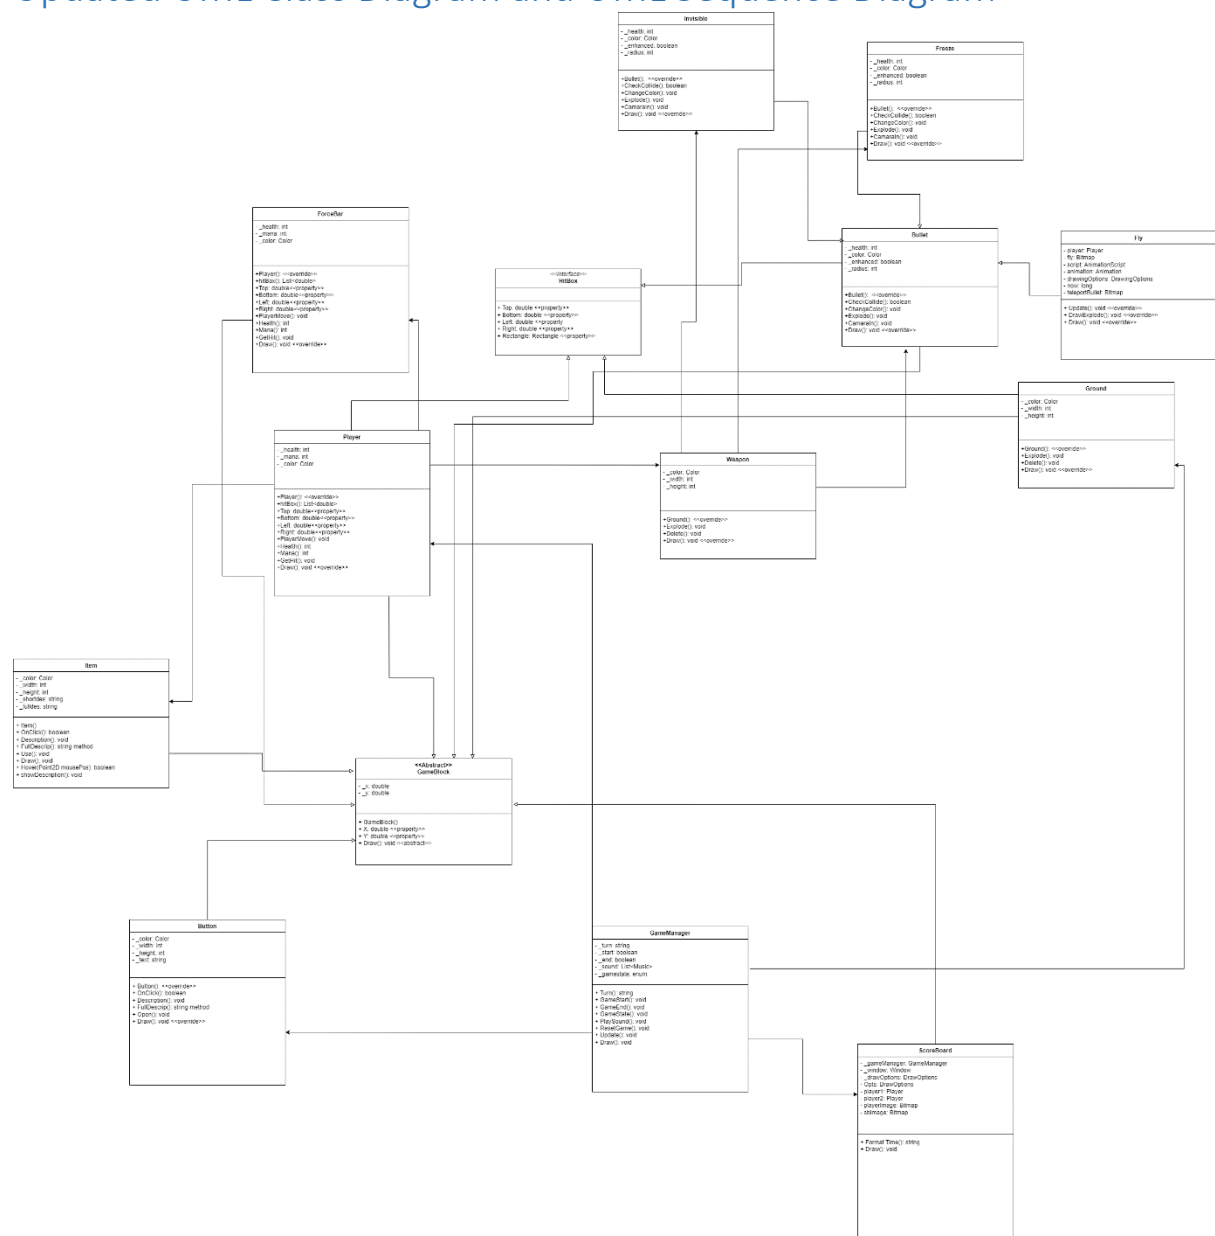 Updated UML Class Diagram and UML Sequence Diagram
Invisible
- _health: int
- _color: Color
- _enhanced: boolean
- _radius: int
+Bullet(): <<override>>
+CheckCollide(): boolean
+ChangeColor(): void
+Explode(): void
+CamaraIn(): void
+Draw(): void <<override>>
Freeze
- _health: int
- _color: Color
- _enhanced: boolean
- _radius: int
+Bullet(): <<override>>
+CheckCollide(): boolean
+ChangeColor(): void
+Explode(): void
+CamaraIn(): void
+Draw(): void <<override>>
ForceBar
- _health: int
- _mana: int
- _color: Color
+Player(): <<override>>
+hitBox(): List<double>
+Top: double<<property>>
+Bottom: double<<property>>
+Left: double<<property>>
+Right: double<<property>>
+PlayerMove(): void
+Health(): int
+Mana(): int
+GetHit(): void
+Draw(): void <<override>>
<<Interface>>
HitBox
+ Top: double <<property>>
+ Bottom: double <<property>>
+ Left: double <<property
+ Right: double <<property>>
+ Rectangle: Rectangle <<property>>
Bullet
- _health: int
- _color: Color
- _enhanced: boolean
- _radius: int
+Bullet(): <<override>>
+CheckCollide(): boolean
+ChangeColor(): void
+Explode(): void
+CamaraIn(): void
+Draw(): void <<override>>
Fly
- player: Player
- fly: Bitmap
- script: AnimationScript
- animation: Animation
- drawingOptions: DrawingOptions
- now: long
- teleportBullet: Bitmap
+ Update(): void <<override>>
+ DrawExplode(): void <<override>>
+ Draw(): void <<override>>
Ground
- _color: Color
- _width: int
- _height: int
+Ground(): <<override>>
+Explode(): void
+Delete(): void
+Draw(): void <<override>>
Player
- _health: int
- _mana: int
- _color: Color
+Player(): <<override>>
+hitBox(): List<double>
+Top: double<<property>>
+Bottom: double<<property>>
+Left: double<<property>>
+Right: double<<property>>
+PlayerMove(): void
+Health(): int
+Mana(): int
+GetHit(): void
+Draw(): void <<override>>
Weapon
- _color: Color
- _width: int
- _height: int
+Ground(): <<override>>
+Explode(): void
+Delete(): void
+Draw(): void <<override>>
Item
- _color: Color
- _width: int
- _height: int
- _shortdes: string
- _fulldes: string
+ Item()
+ OnClick(): boolean
+ Description(): void
+ FullDescrip(): string method
+ Use(): void
+ Draw(): void
+ Hover(Point2D mousePos): boolean
+ showDescription(): void
<<Abstract>>
GameBlock
- _x: double
- _y: double
+ GameBlock()
+ X: double <<property>>
+ Y: double <<property>>
+ Draw(): void <<abstract>>
Button
- _color: Color
- _width: int
- _height: int
- _text: string
+ Button(): <<override>>
+ OnClick(): boolean
+ Description(): void
+ FullDescrip(): string method
+ Open(): void
+ Draw(): void <<override>>
GameManager
- _turn: string
- _start: boolean
- _end: boolean
- _sound: List<Music>
- _gamestate: enum
+ Turn(): string
+ GameStart(): void
+ GameEnd(): void
+ GameState(): void
+ PlaySound(): void
+ ResetGame(): void
+ Update(): void
+ Draw(): void
ScoreBoard
- _gameManager: GameManager
- _window: Window
- _drawOptions: DrawOptions
- Opts: DrawOptions
- player1: Player
- player2: Player
- playerImage: Bitmap
- sbImage: Bitmap
+ Format Time(): string
+ Draw(): void